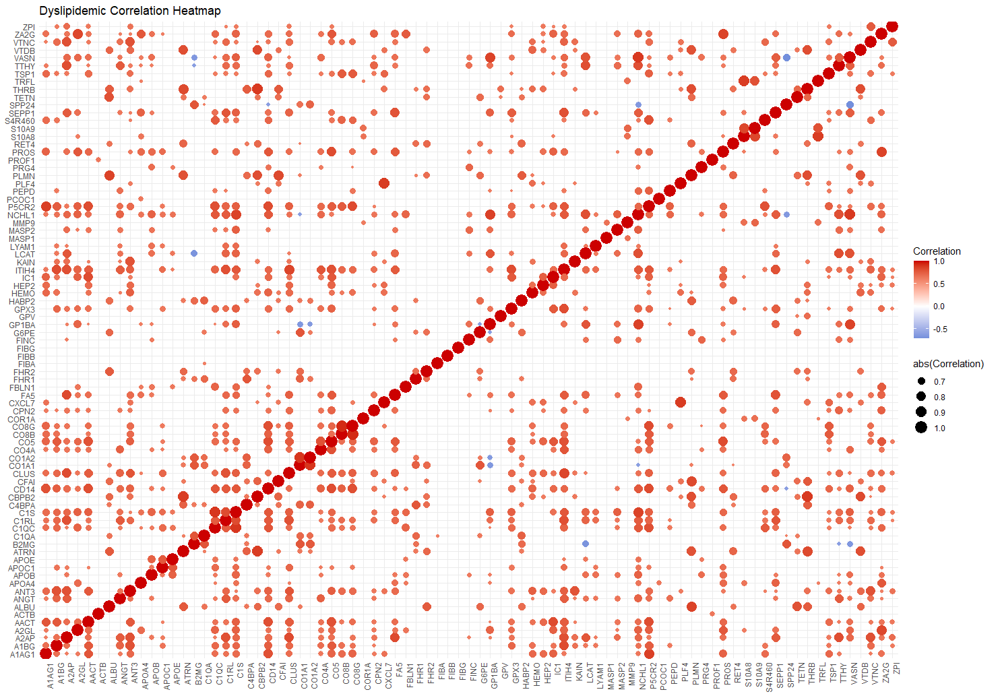 Dyslipidemic Correlation Heatmap
ZPI
ZA2G
VTNC
VTDB
VASN
TTHY
TSP1
TRFL
THRB
TETN
SPP24
SEPP1
S4R460
S10A9
S10A8
RET4
PROS
PROF1
PRG4
PLMN
PLF4
PEPD
PCOC1
P5CR2
NCHL1
MMP9
MASP2
MASP1
LYAM1
LCAT
KAIN
ITIH4
IC1
HEP2
HEMO
HABP2
GPX3
GPV
GP1BA
G6PE
FINC
FIBG
FIBB
FIBA
FHR2
FHR1
FBLN1
FA5
CXCL7
CPN2
COR1A
CO8G
CO8B
CO5
CO4A
CO1A2
CO1A1
CLUS
CFAI
CD14
CBPB2
C4BPA
C1S
C1RL
C1QC
C1QA
B2MG
ATRN
APOE
APOC1
APOB
APOA4
ANT3
ANGT
ALBU
ACTB
AACT
A2GL
A2AP
A1BG
A1AG1
A1AG1
A1BG
A2AP
A2GL
AACT
ACTB
ALBU
ANGT
ANT3
APOA4
APOB
APOC1
APOE
ATRN
B2MG
C1QA
C1QC
C1RL
C1S
C4BPA
CBPB2
CD14
CFAI
CLUS
CO1A1
CO1A2
CO4A
CO5
CO8B
CO8G
COR1A
CPN2
CXCL7
FA5
FBLN1
FHR1
FHR2
FIBA
FIBB
FIBG
FINC
G6PE
GP1BA
GPV
GPX3
HABP2
HEMO
HEP2
IC1
ITIH4
KAIN
LCAT
LYAM1
MASP1
MASP2
MMP9
NCHL1
P5CR2
PCOC1
PEPD
PLF4
PLMN
PRG4
PROF1
PROS
RET4
S10A8
S10A9
S4R460
SEPP1
SPP24
TETN
THRB
TRFL
TSP1
TTHY
VASN
VTDB
VTNC
ZA2G
ZPI
Correlation
1.0
0.5
0.0
-0.5
abs(Correlation)
0.7
0.8
0.9
1.0